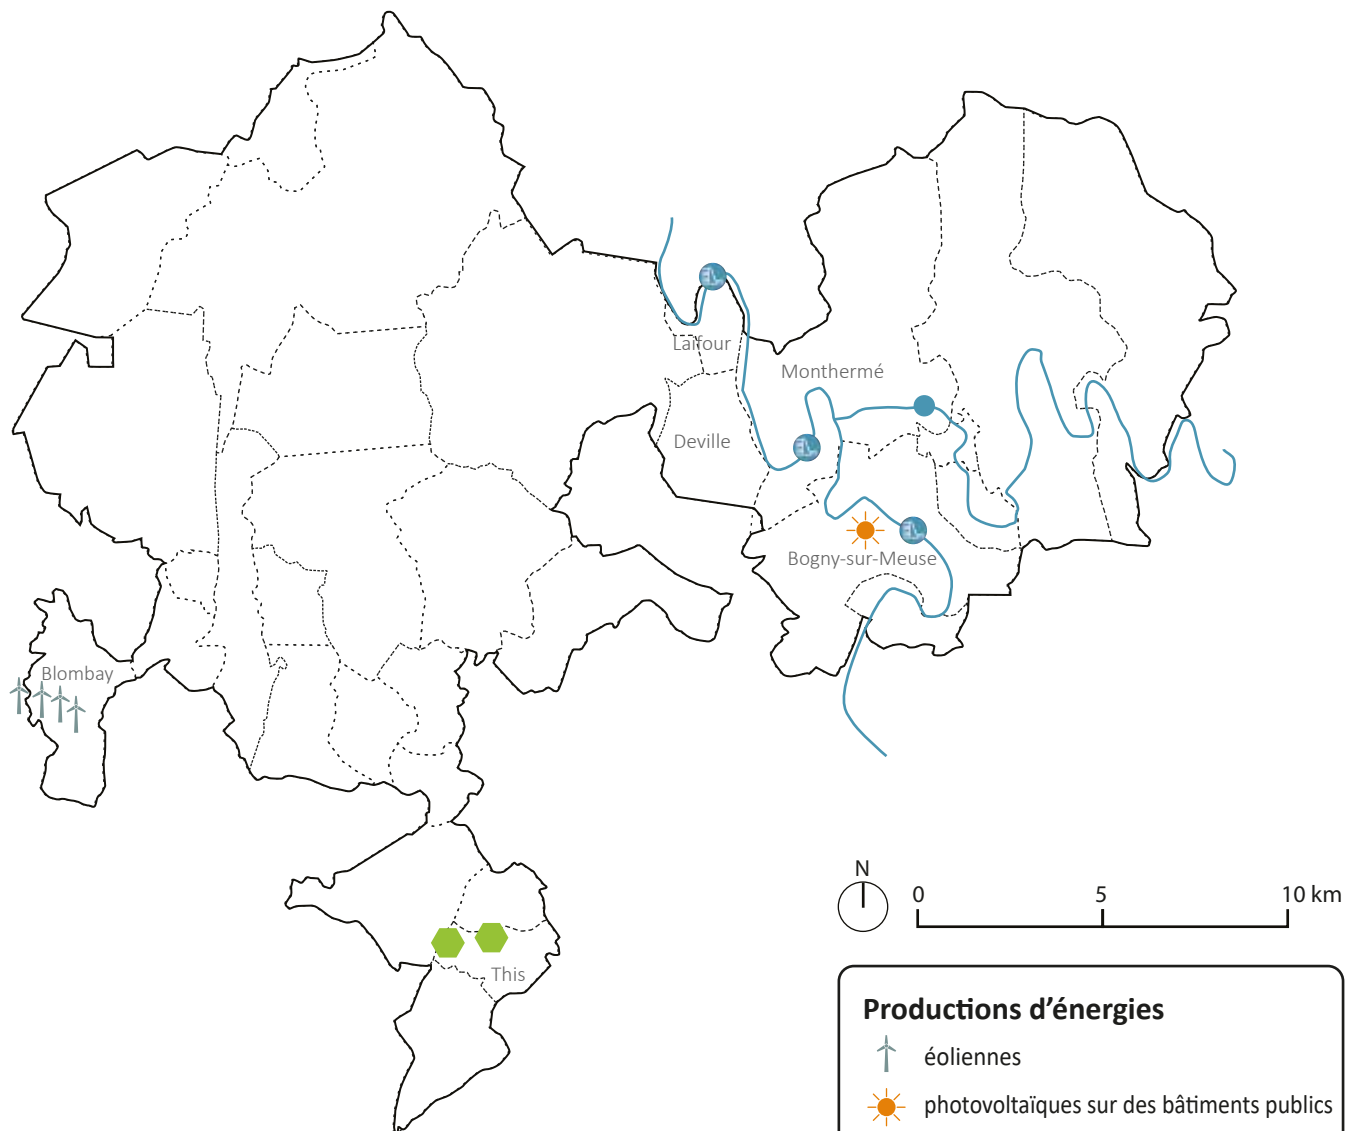 Laifour
Monthermé
Deville
Bogny-sur-Meuse
Blombay
N
0 5 10 km
This
Productions d'énergies
éoliennes
photovoltaïques sur des bâtiments publics